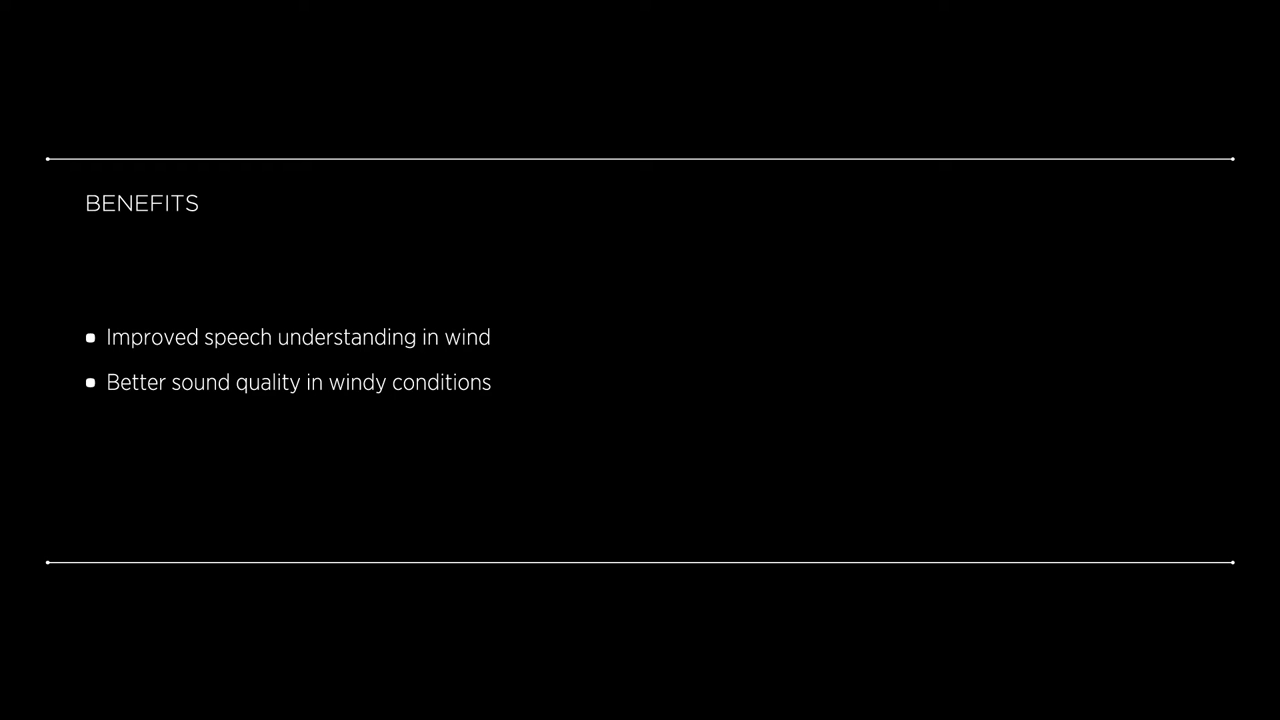 BENEFITS
• Improved speech understanding in wind
• Better sound quality in windy conditions